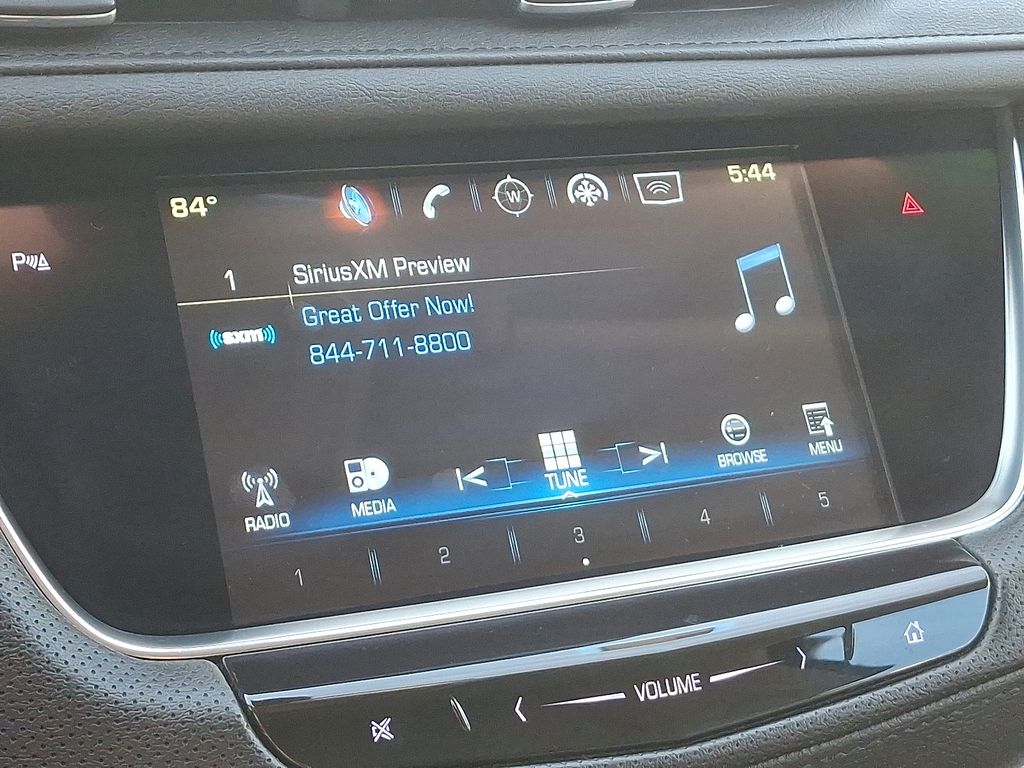 84°
W
5:44
P
1
SiriusXM Preview
Great Offer Now!
((sxm))
844-711-8800
RADIO
MEDIA
TUNE
BROWSE
MENU
1
2
3
4
5
VOLUME